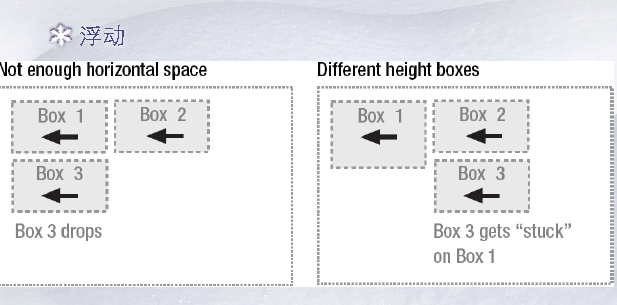 浮动
Not enough horizontal space
Box 1
Box 2
Box 3
Box 3 drops
Different height boxes
Box 1
Box 2
Box 3
Box 3 gets “stuck”
on Box 1